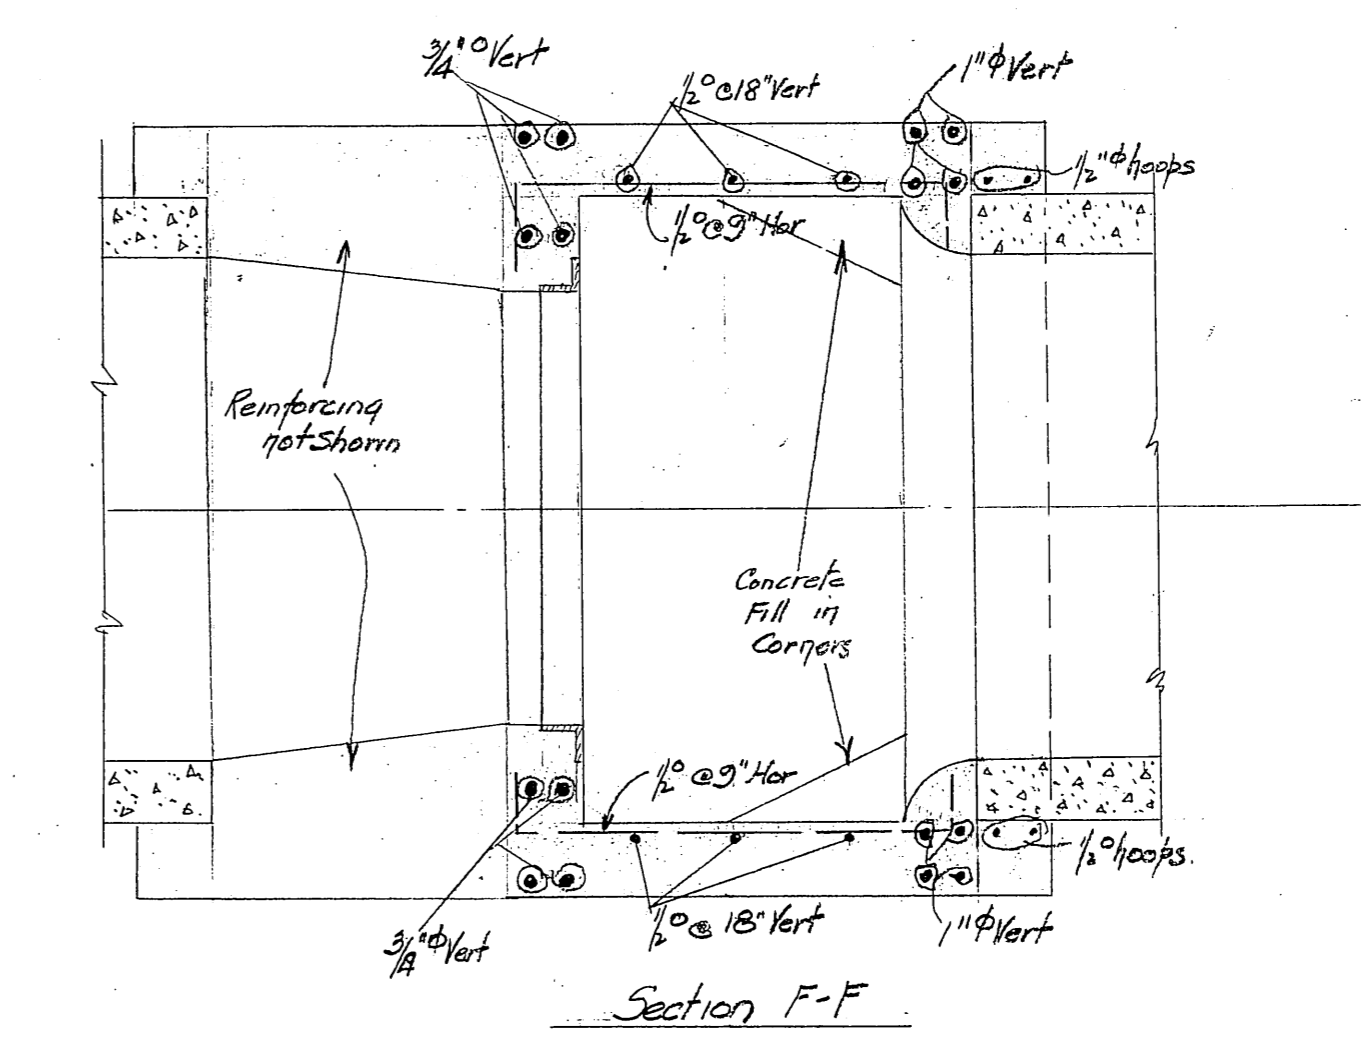 3/4"⌀ Vert
1/2⌀@18" Vert
1"⌀ Vert
1/2"⌀ hoops
1/2⌀@9" Hor
Reinforcing
not Shown
Concrete
Fill in
Corners
1/2⌀ @9" Hor
1/2⌀ hoops.
3/4"⌀ Vert
1/2⌀@ 18" Vert
1"⌀ Vert
Section F-F